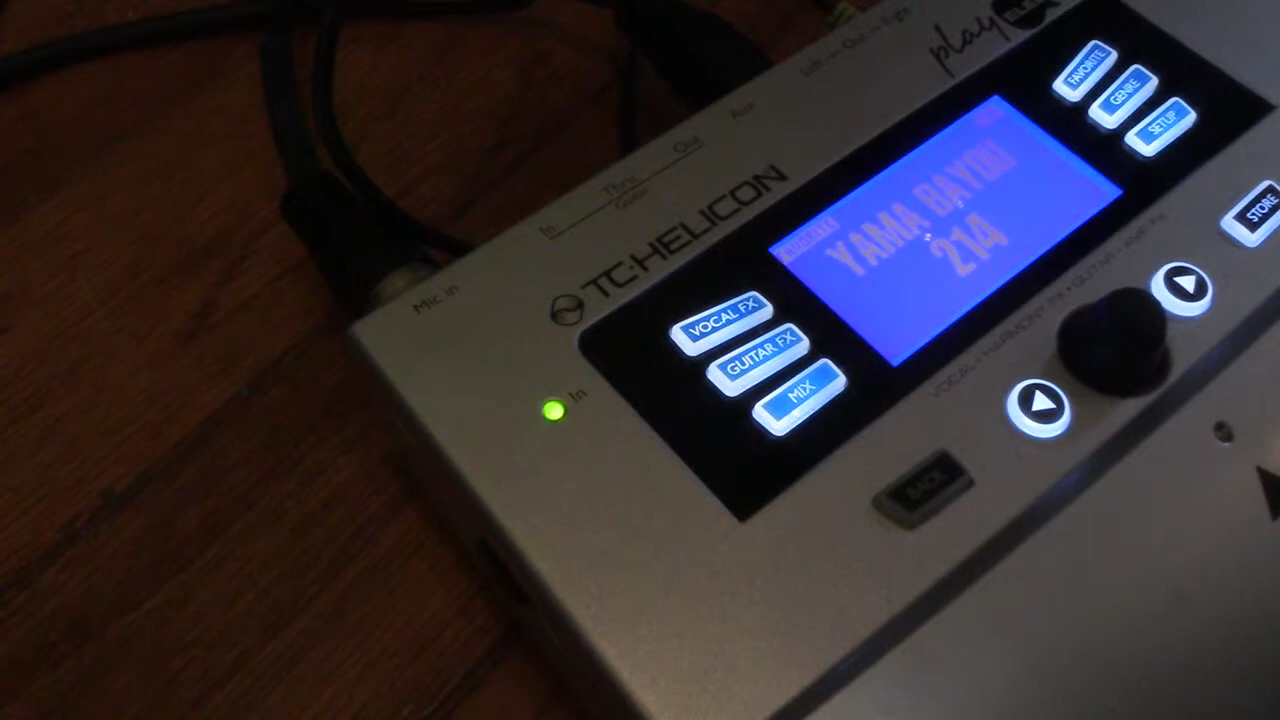 Left Out Right
play
Aux
In Thru Out
Guitar
Mic in
TC·HELICON
In
FAVORITE
GENRE
SETUP
YAMA BAYOU
214
VOCAL FX
GUITAR FX
MIX
STORE
BACK